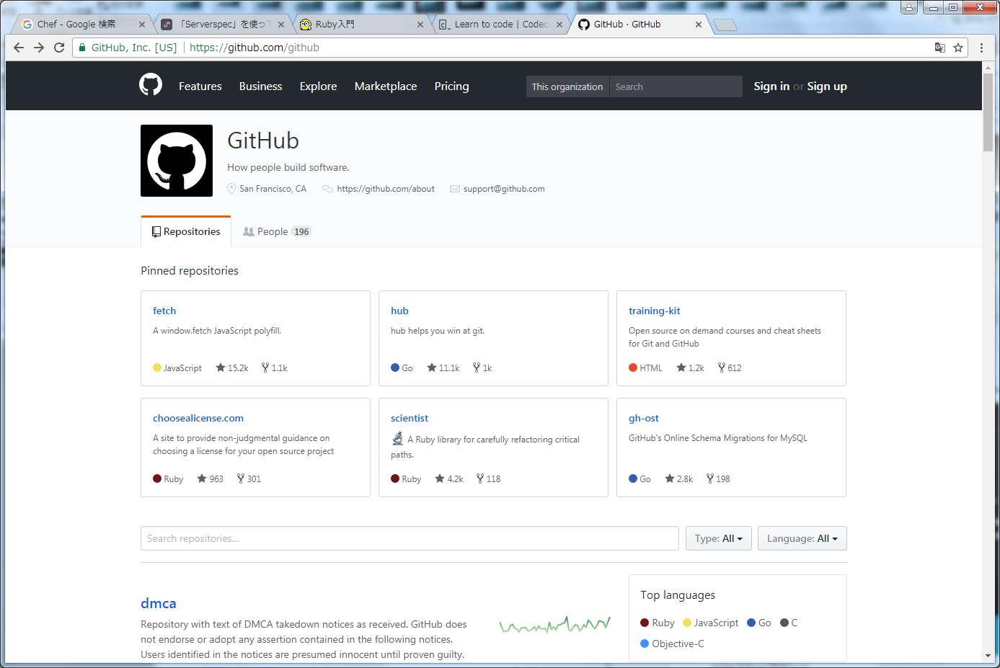 Chef - Google 検索
「Serverspec」を使って
Ruby入門
Learn to code | Codec
GitHub · GitHub
GitHub, Inc. [US]
https://github.com/github
Features
Business
Explore
Marketplace
Pricing
This organization
Search
Sign in or Sign up
GitHub
How people build software.
San Francisco, CA
https://github.com/about
support@github.com
Repositories
People 196
Pinned repositories
fetch
A window.fetch JavaScript polyfill.
JavaScript 15.2k 1.1k
hub
hub helps you win at git.
Go 11.1k 1k
training-kit
Open source on demand courses and cheat sheets
for Git and GitHub
HTML 1.2k 612
choosealicense.com
A site to provide non-judgmental guidance on
choosing a license for your open source project
Ruby 963 301
scientist
A Ruby library for carefully refactoring critical
paths.
Ruby 4.2k 118
gh-ost
GitHub's Online Schema Migrations for MySQL
Go 2.8k 198
Search repositories...
Type: All
Language: All
dmca
Repository with text of DMCA takedown notices as received. GitHub does
not endorse or adopt any assertion contained in the following notices.
Users identified in the notices are presumed innocent until proven guilty.
Top languages
Ruby JavaScript Go C
Objective-C